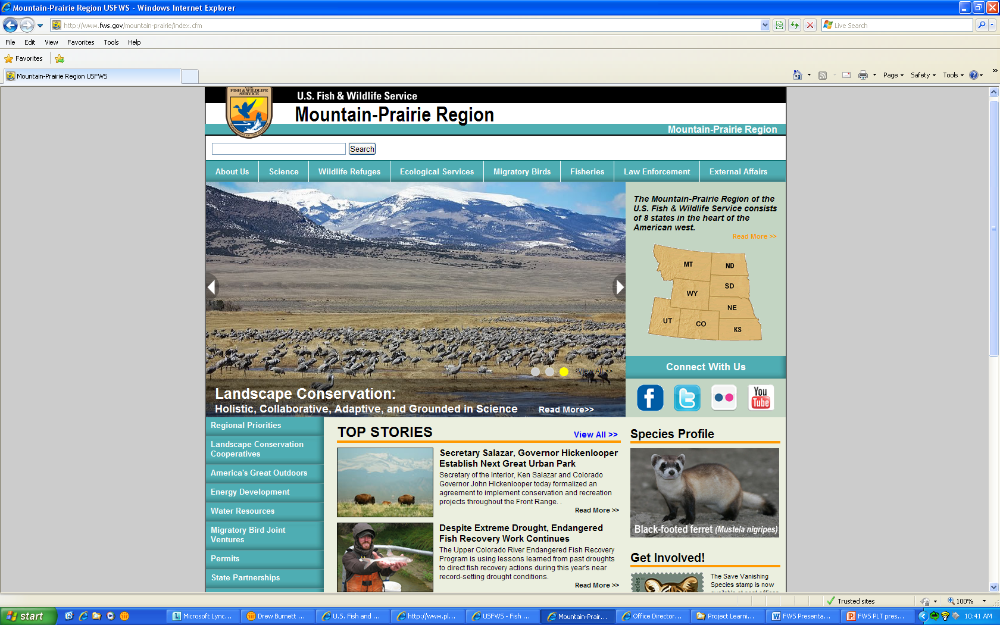 Mountain-Prairie Region USFWS - Windows Internet Explorer
http://www.fws.gov/mountain-prairie/index.cfm
Live Search
File Edit View Favorites Tools Help
Favorites
Mountain-Prairie Region USFWS
Page Safety Tools
U.S.
FISH & WILDLIFE
SERVICE
DEPARTMENT OF THE INTERIOR
U.S. Fish & Wildlife Service
Mountain-Prairie Region
Mountain-Prairie Region
Search
About Us Science Wildlife Refuges Ecological Services Migratory Birds Fisheries Law Enforcement External Affairs
The Mountain-Prairie Region of the
U.S. Fish & Wildlife Service consists
of 8 states in the heart of the
American west.
Read More >>
MT
ND
SD
WY
NE
UT
CO
KS
View All >>
Landscape Conservation:
Holistic, Collaborative, Adaptive, and Grounded in Science Read More>>
Connect With Us
f
t
You
Tube
Regional Priorities
Landscape Conservation
Cooperatives
America's Great Outdoors
Energy Development
Water Resources
Migratory Bird Joint
Ventures
Permits
State Partnerships
TOP STORIES View All >>
Secretary Salazar, Governor Hickenlooper
Establish Next Great Urban Park
Secretary of the Interior, Ken Salazar and Colorado
Governor John HIckenlooper today formalized an
agreement to implement conservation and recreation
projects throughout the Front Range. .
Read More >>
Despite Extreme Drought, Endangered
Fish Recovery Work Continues
The Upper Colorado River Endangered Fish Recovery
Program is using lessons learned from past droughts
to direct fish recovery actions during this year's near
record-setting drought conditions.
Read More >>
Species Profile
Black-footed ferret (Mustela nigripes)
Get Involved!
The Save Vanishing
Species stamp is now
available at post offices
Trusted sites
100%
start
Microsoft Lync...
Drew Burnett ...
U.S. Fish and ...
http://www.pl...
USFWS - Fish ...
Mountain-Prair...
Office Director...
Project Learni...
FWS Presenta...
FWS PLT pres...
10:41 AM